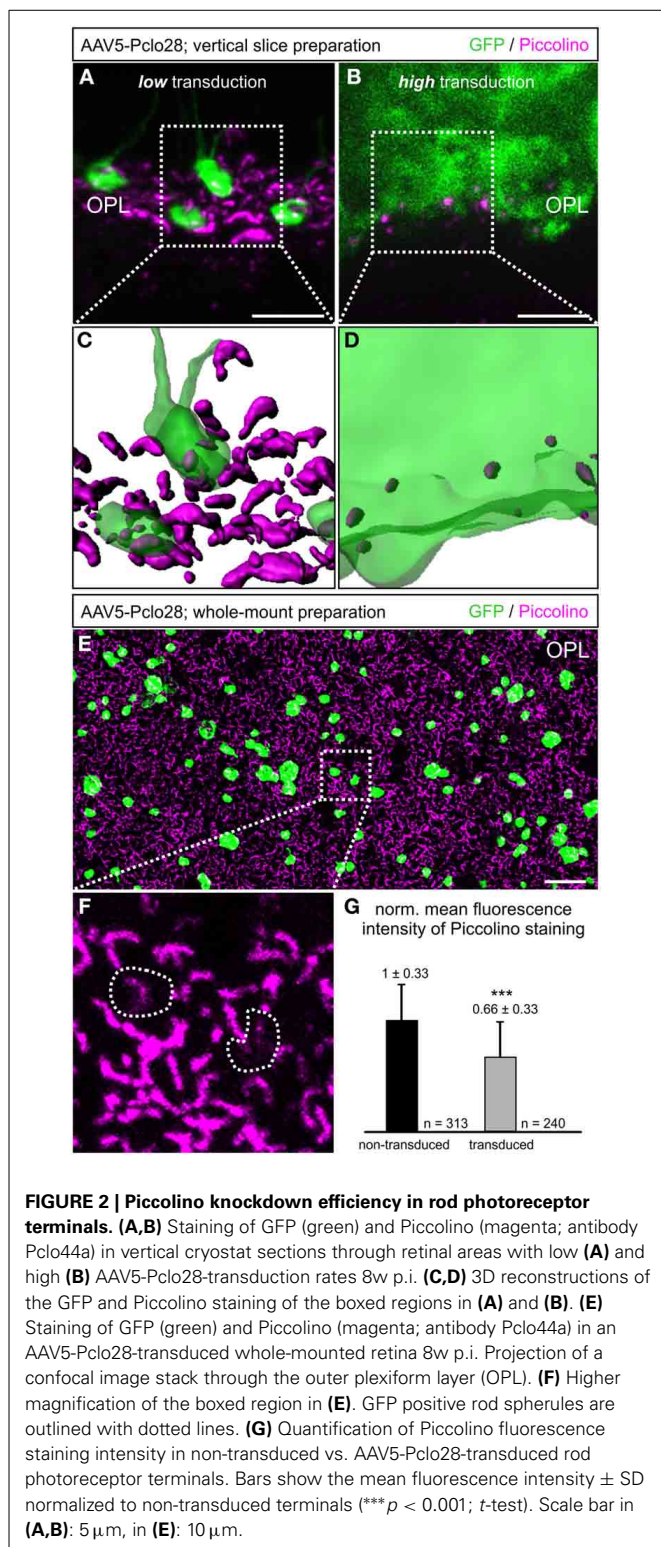 AAV5-Pclo28; vertical slice preparation GFP / Piccolino
A low transduction
B high transduction
OPL
OPL
C
D
AAV5-Pclo28; whole-mount preparation GFP / Piccolino
E
OPL
F
G norm. mean fluorescence
intensity of Piccolino staining
1 ± 0.33
***
0.66 ± 0.33
n = 313
n = 240
non-transduced
transduced
FIGURE 2 | Piccolino knockdown efficiency in rod photoreceptor
terminals. (A,B) Staining of GFP (green) and Piccolino (magenta; antibody
Pclo44a) in vertical cryostat sections through retinal areas with low (A) and
high (B) AAV5-Pclo28-transduction rates 8w p.i. (C,D) 3D reconstructions of
the GFP and Piccolino staining of the boxed regions in (A) and (B). (E)
Staining of GFP (green) and Piccolino (magenta; antibody Pclo44a) in an
AAV5-Pclo28-transduced whole-mounted retina 8w p.i. Projection of a
confocal image stack through the outer plexiform layer (OPL). (F) Higher
magnification of the boxed region in (E). GFP positive rod spherules are
outlined with dotted lines. (G) Quantification of Piccolino fluorescence
staining intensity in non-transduced vs. AAV5-Pclo28-transduced rod
photoreceptor terminals. Bars show the mean fluorescence intensity ± SD
normalized to non-transduced terminals (***p < 0.001; t-test). Scale bar in
(A,B): 5 μm, in (E): 10 μm.